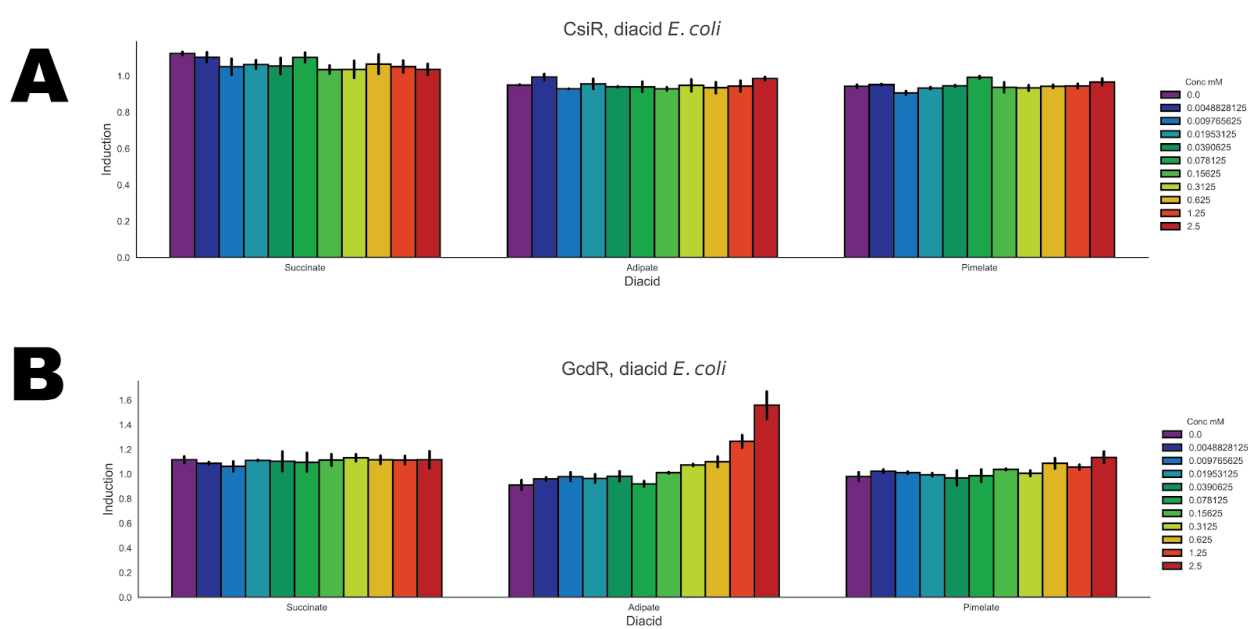 A
CsiR, diacid E. coli
Induction
1.0
0.8
0.6
0.4
0.2
0.0
Succinate
Adipate
Pimelate
Diacid
Conc mM
0.0
0.0048828125
0.009765625
0.01953125
0.0390625
0.078125
0.15625
0.3125
0.625
1.25
2.5
B
GcdR, diacid E. coli
Induction
1.6
1.4
1.2
1.0
0.8
0.6
0.4
0.2
0.0
Succinate
Adipate
Pimelate
Diacid
Conc mM
0.0
0.0048828125
0.009765625
0.01953125
0.0390625
0.078125
0.15625
0.3125
0.625
1.25
2.5